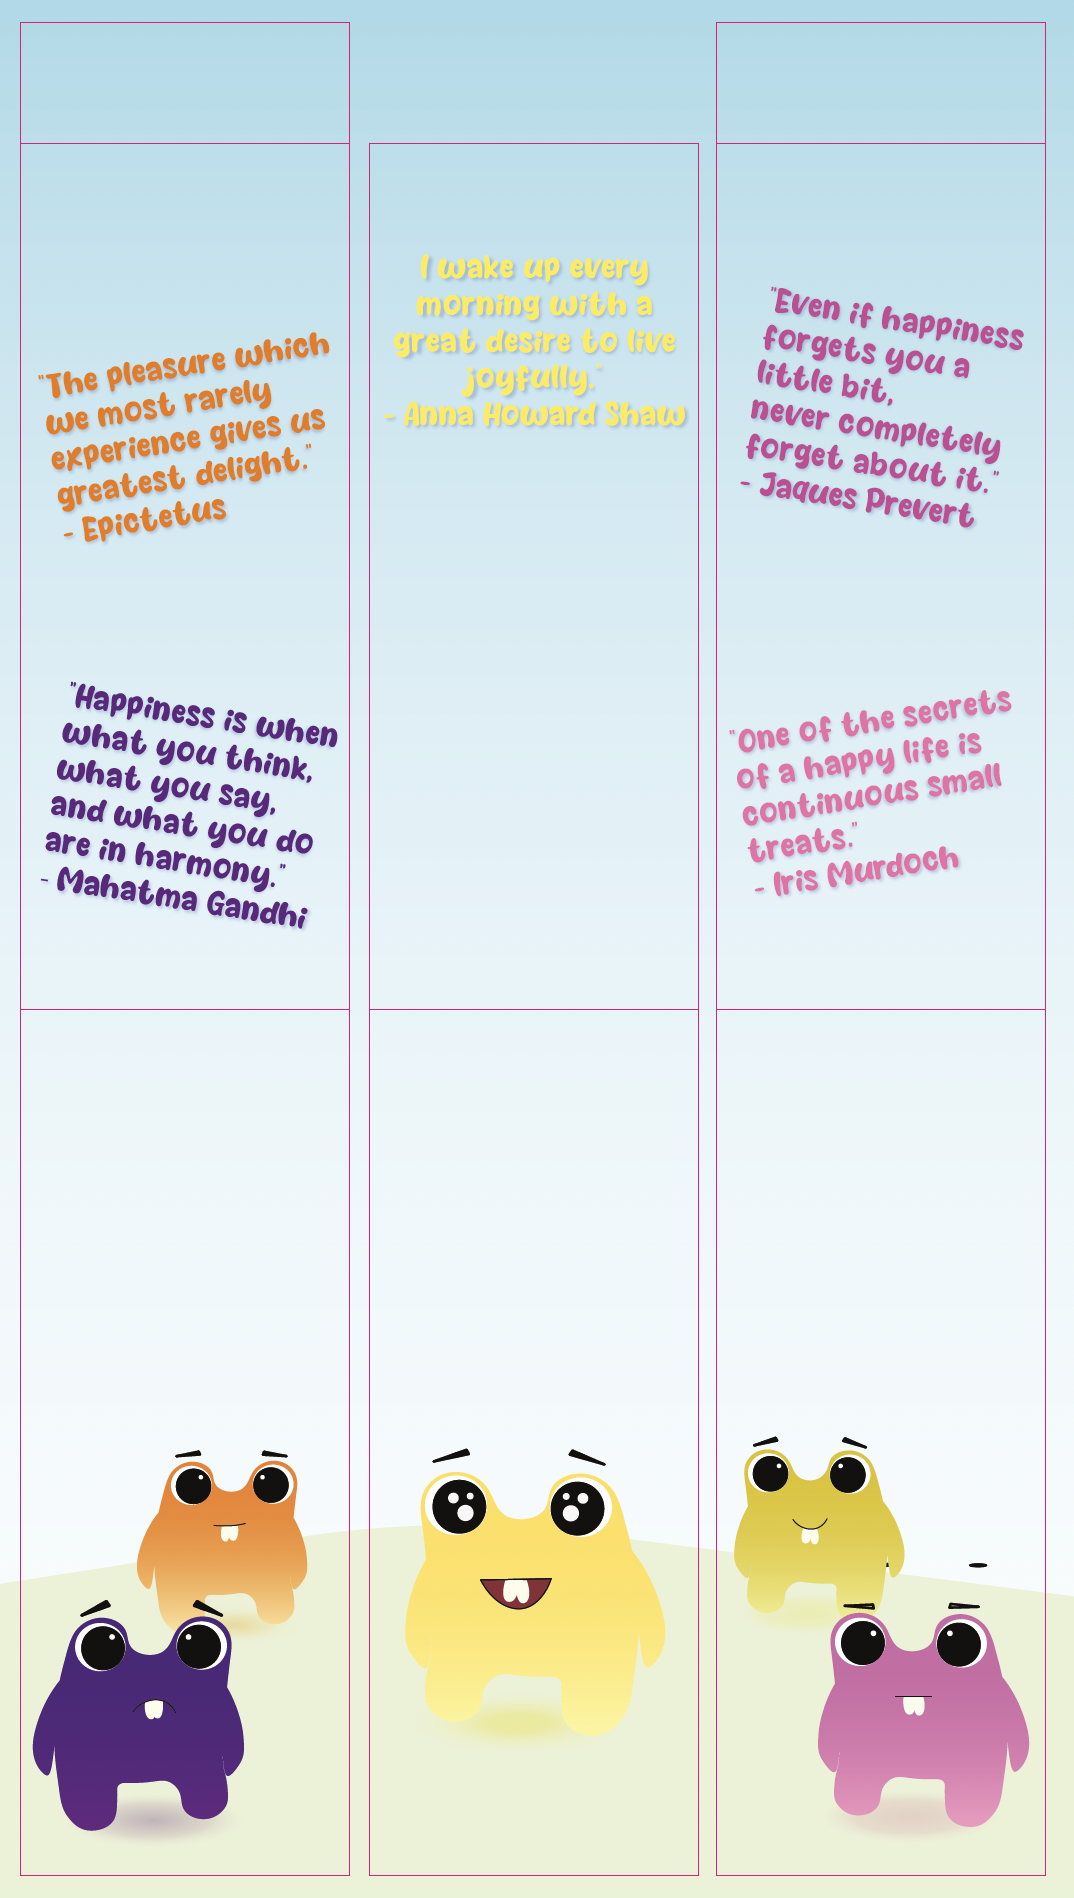 "The pleasure which
we most rarely
experience gives us
greatest delight."
- Epictetus
"Happiness is when
what you think,
what you say,
and what you do
are in harmony."
- Mahatma Gandhi
I wake up every
morning with a
great desire to live
joyfully."
- Anna Howard Shaw
"Even if happiness
forgets you a
little bit,
never completely
forget about it."
- Jaques Prevert
"One of the secrets
of a happy life is
continuous small
treats."
- Iris Murdoch